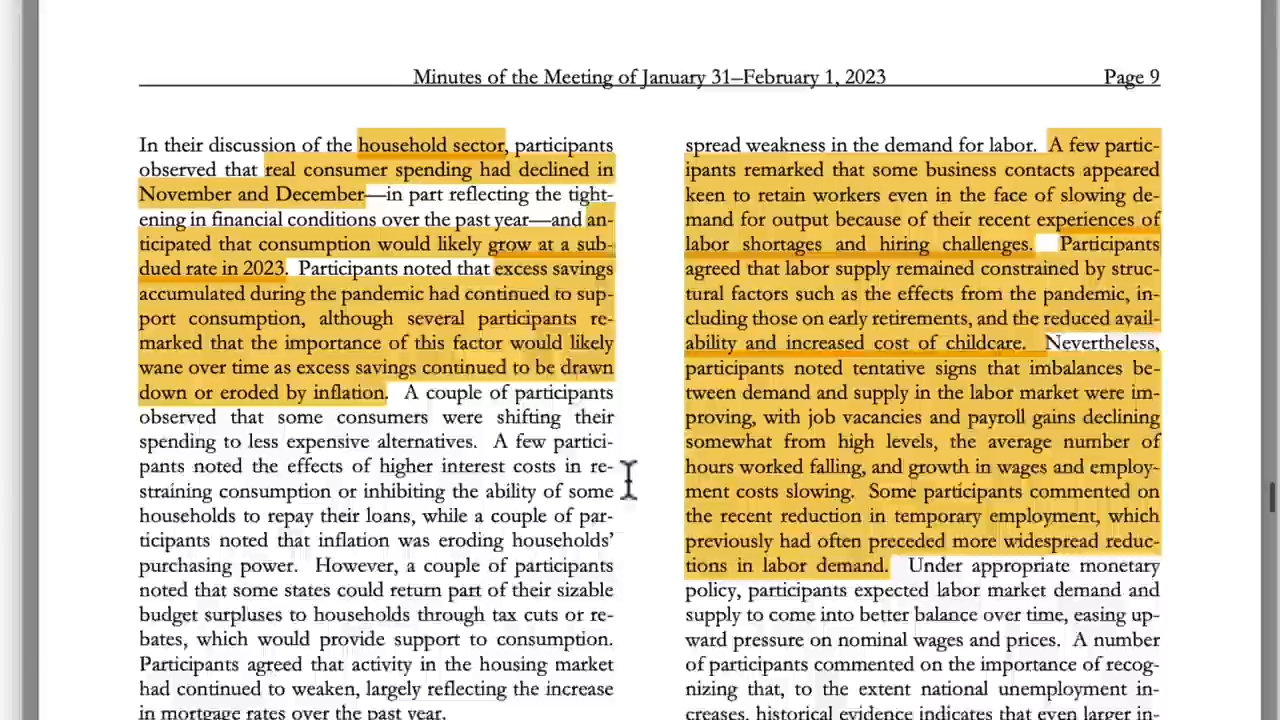 Minutes of the Meeting of January 31–February 1, 2023 Page 9
In their discussion of the household sector, participants
observed that real consumer spending had declined in
November and December—in part reflecting the tight-
ening in financial conditions over the past year—and an-
ticipated that consumption would likely grow at a sub-
dued rate in 2023. Participants noted that excess savings
accumulated during the pandemic had continued to sup-
port consumption, although several participants re-
marked that the importance of this factor would likely
wane over time as excess savings continued to be drawn
down or eroded by inflation. A couple of participants
observed that some consumers were shifting their
spending to less expensive alternatives. A few partici-
pants noted the effects of higher interest costs in re-
straining consumption or inhibiting the ability of some
households to repay their loans, while a couple of par-
ticipants noted that inflation was eroding households’
purchasing power. However, a couple of participants
noted that some states could return part of their sizable
budget surpluses to households through tax cuts or re-
bates, which would provide support to consumption.
Participants agreed that activity in the housing market
had continued to weaken, largely reflecting the increase
in mortgage rates over the past year.
spread weakness in the demand for labor. A few partic-
ipants remarked that some business contacts appeared
keen to retain workers even in the face of slowing de-
mand for output because of their recent experiences of
labor shortages and hiring challenges. Participants
agreed that labor supply remained constrained by struc-
tural factors such as the effects from the pandemic, in-
cluding those on early retirements, and the reduced avail-
ability and increased cost of childcare. Nevertheless,
participants noted tentative signs that imbalances be-
tween demand and supply in the labor market were im-
proving, with job vacancies and payroll gains declining
somewhat from high levels, the average number of
hours worked falling, and growth in wages and employ-
ment costs slowing. Some participants commented on
the recent reduction in temporary employment, which
previously had often preceded more widespread reduc-
tions in labor demand. Under appropriate monetary
policy, participants expected labor market demand and
supply to come into better balance over time, easing up-
ward pressure on nominal wages and prices. A number
of participants commented on the importance of recog-
nizing that, to the extent national unemployment in-
creases, historical evidence indicates that even larger in-